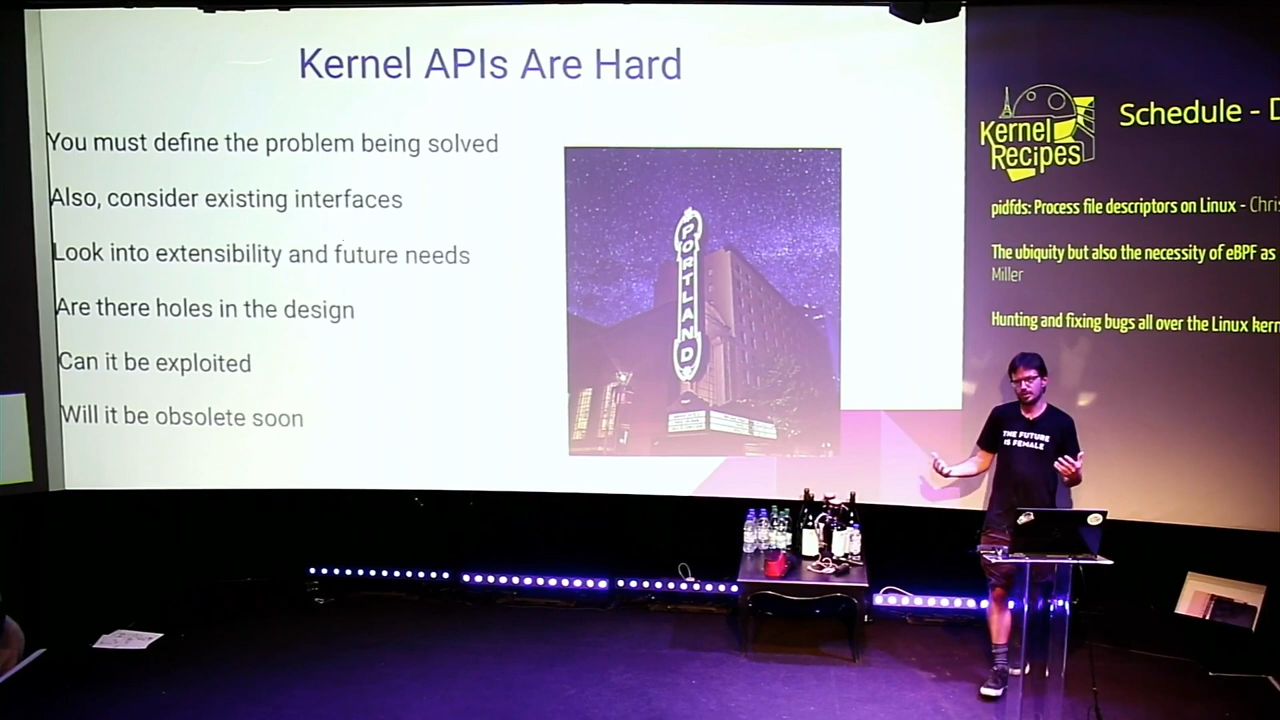 Kernel APIs Are Hard
You must define the problem being solved
Also, consider existing interfaces
Look into extensibility and future needs
Are there holes in the design
Can it be exploited
Will it be obsolete soon
PORTLAND
Kernel
Recipes
Schedule - D
pidfds: Process file descriptors on Linux - Chris
The ubiquity but also the necessity of eBPF as
Miller
Hunting and fixing bugs all over the Linux kern
THE FUTURE
IS FEMALE